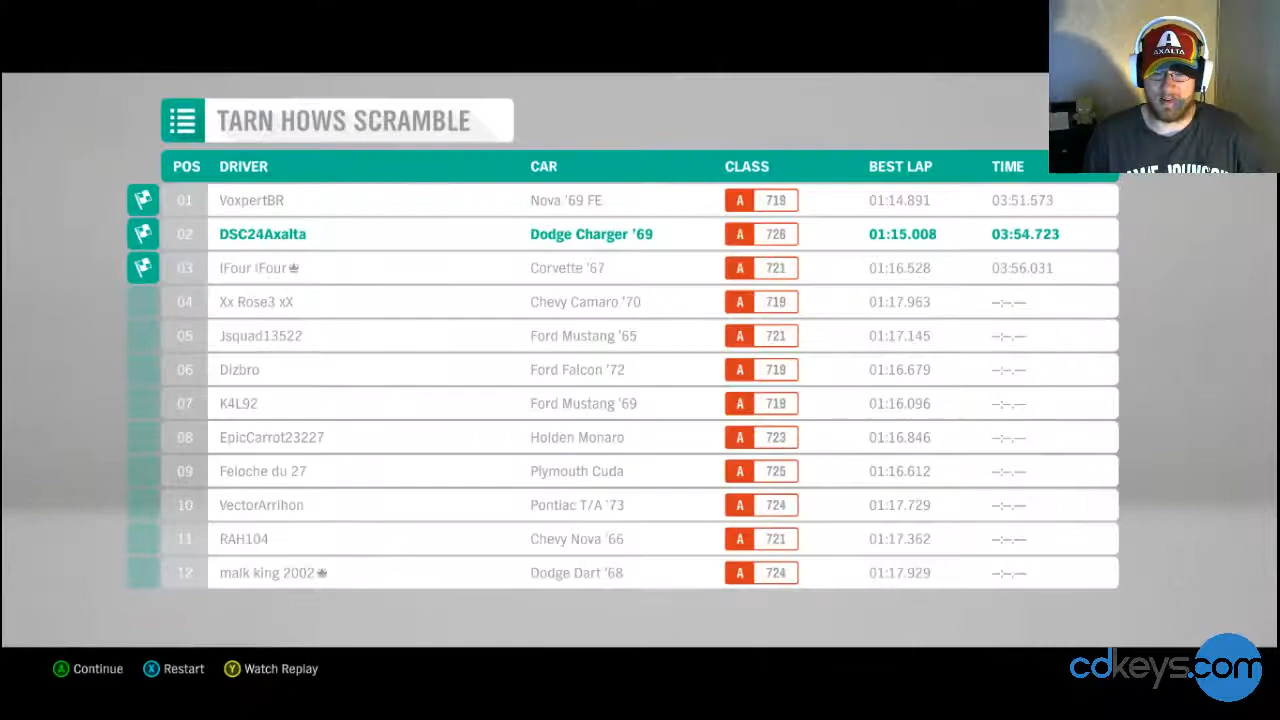 A
AXALTA
JIMMIE JOHNSON
TARN HOWS SCRAMBLE
POS DRIVER CAR CLASS BEST LAP TIME
01 VoxpertBR Nova '69 FE A 719 01:14.891 03:51.573
02 DSC24Axalta Dodge Charger '69 A 726 01:15.008 03:54.723
03 IFour IFour A 721 Corvette '67 01:16.528 03:56.031
04 Xx Rose3 xX Chevy Camaro '70 A 719 01:17.963 --:--.---
05 Jsquad13522 Ford Mustang '65 A 721 01:17.145 --:--.---
06 Dizbro Ford Falcon '72 A 719 01:16.679 --:--.---
07 K4L92 Ford Mustang '69 A 719 01:16.096 --:--.---
08 EpicCarrot23227 Holden Monaro A 723 01:16.846 --:--.---
09 Feloche du 27 Plymouth Cuda A 725 01:16.612 --:--.---
10 VectorArrihon Pontiac T/A '73 A 724 01:17.729 --:--.---
11 RAH104 Chevy Nova '66 A 721 01:17.362 --:--.---
12 malk king 2002 Dodge Dart '68 A 724 01:17.929 --:--.---
A Continue X Restart Y Watch Replay
cdkeys.com